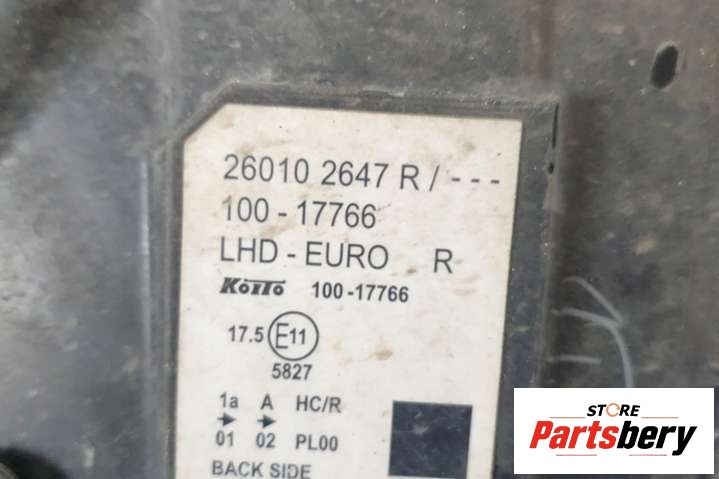 26010 2647 R / - - -
100 - 17766
LHD - EURO R
KOITO 100-17766
17.5 E11
5827
1a A HC/R
01 02 PL00
BACK SIDE
STORE
Partsbery